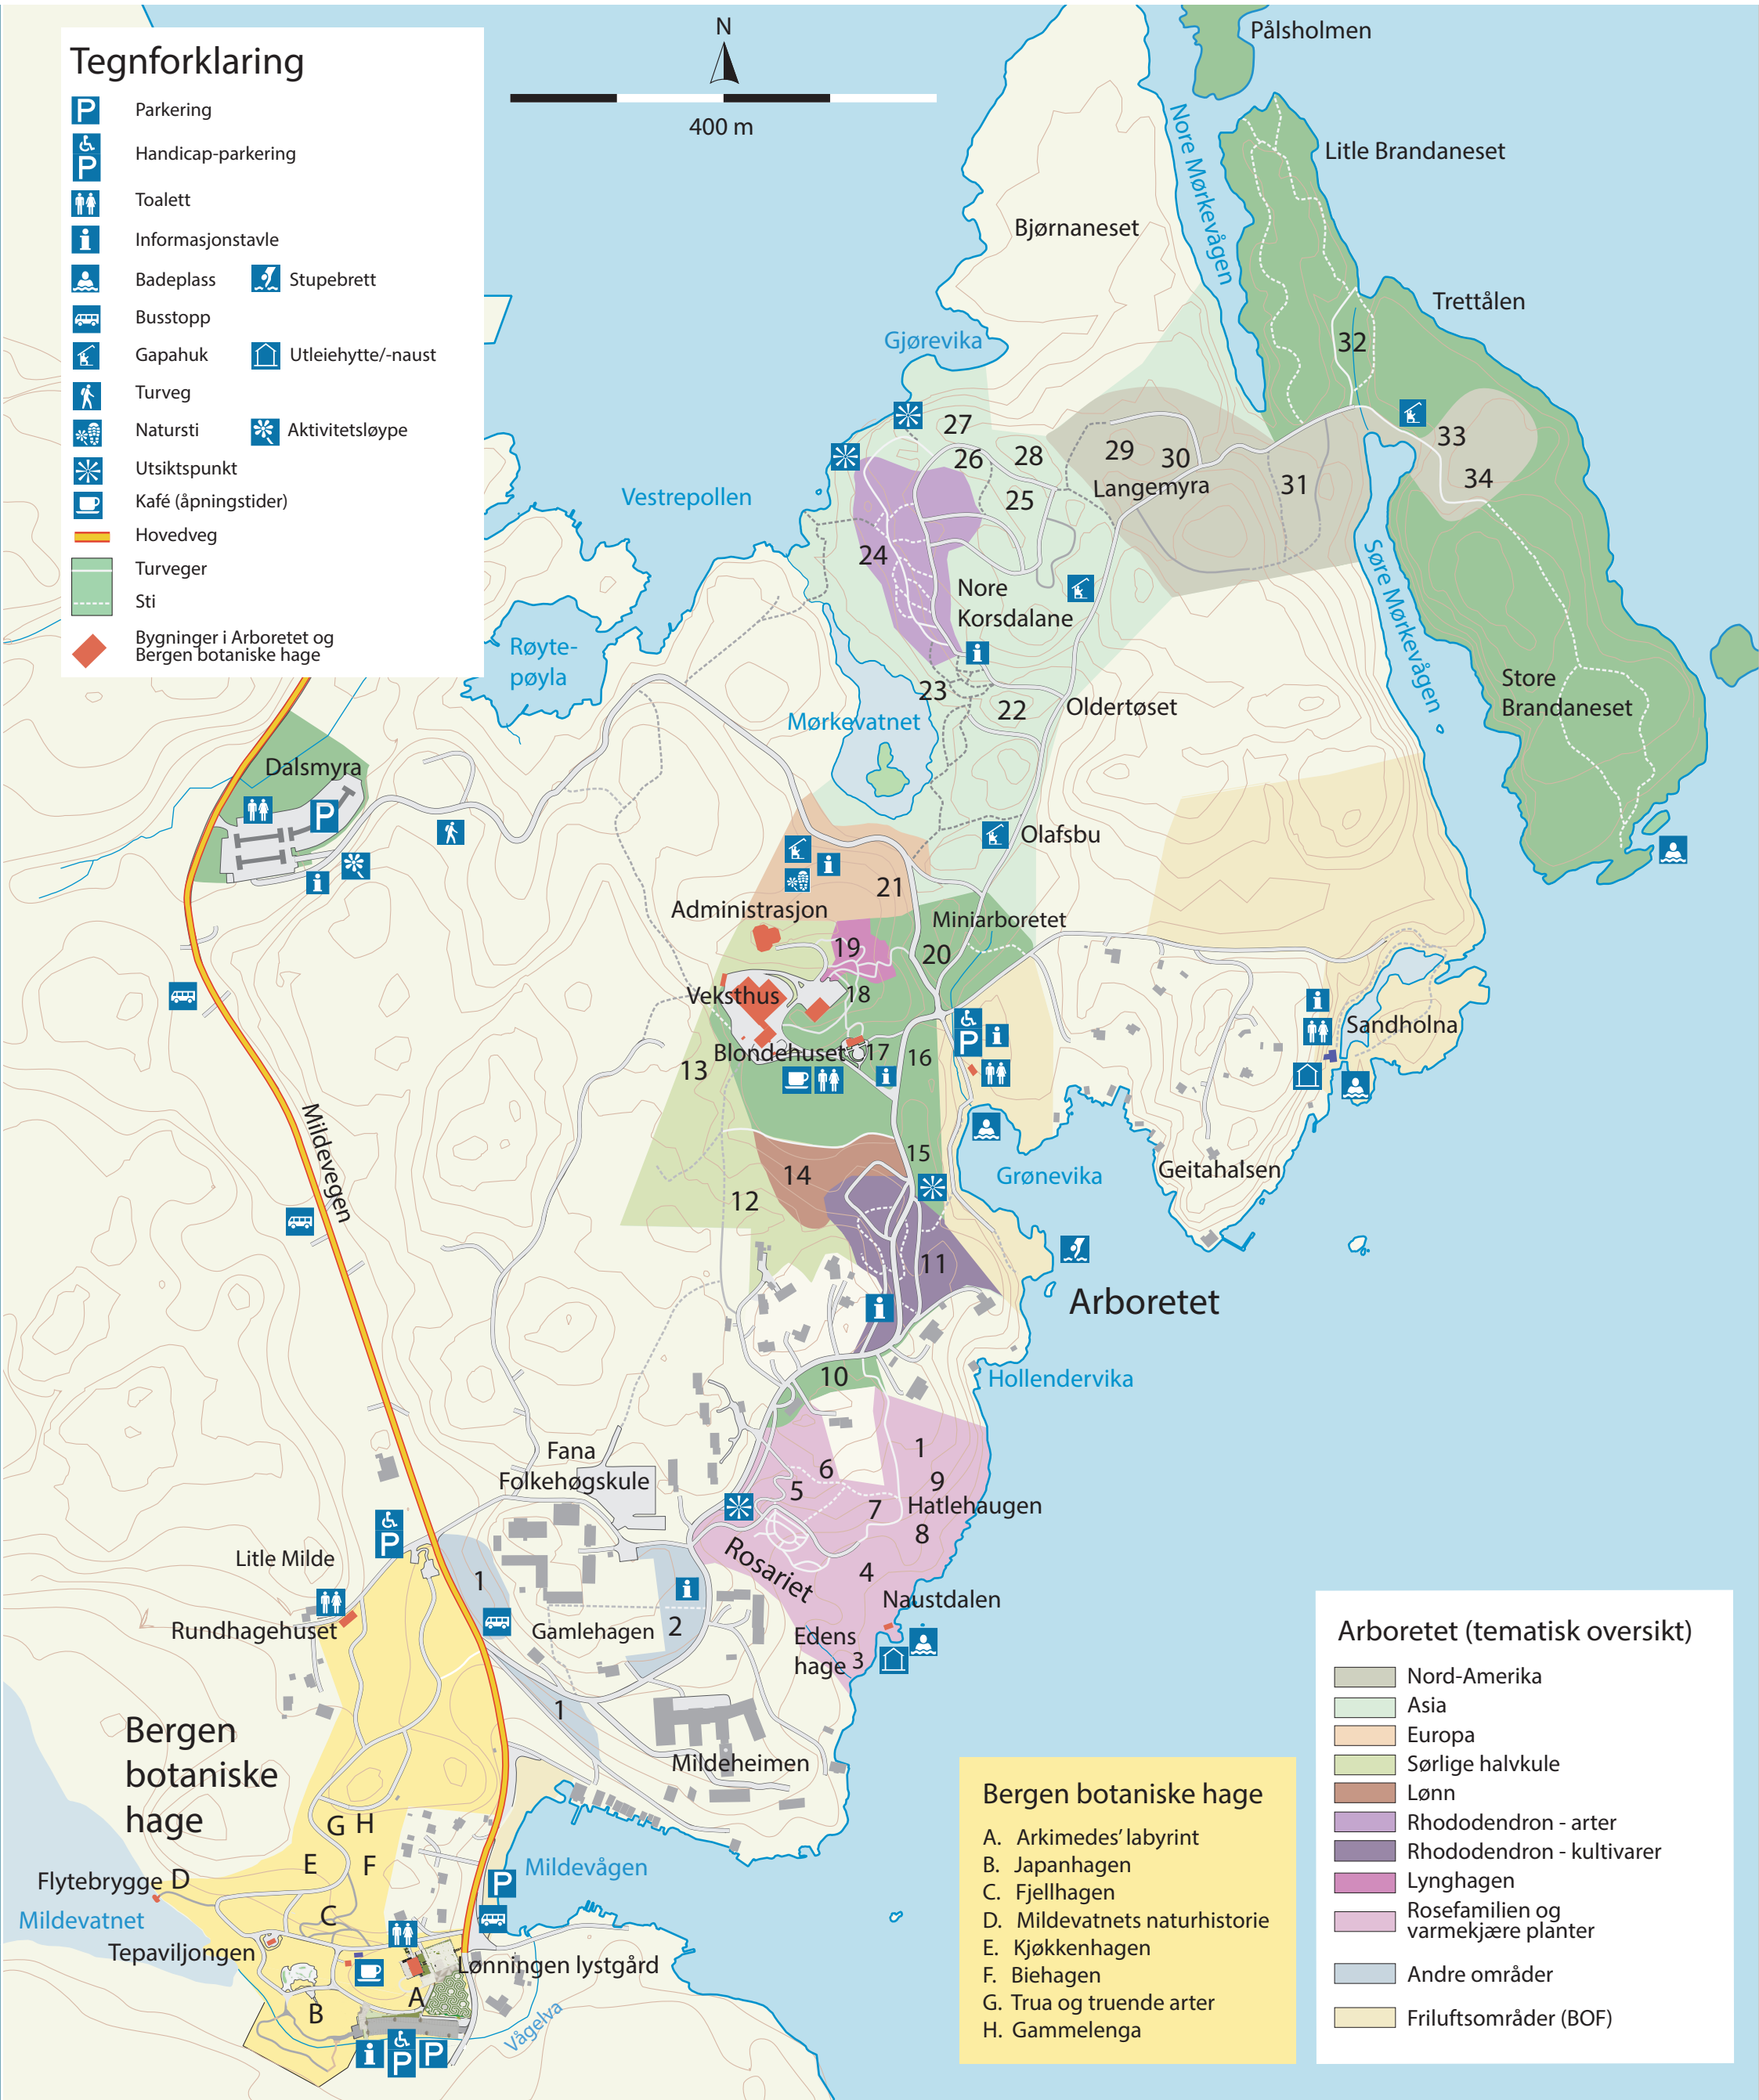 Tegnforklaring
P
Parkering
P
Handicap-parkering
Toalett
i
Informasjonstavle
Badeplass
Stupebrett
Busstopp
Gapahuk
Utleiehytte/-naust
Turveg
Natursti
Aktivitetsløype
Utsiktspunkt
Kafé (åpningstider)
Hovedveg
Turveger
Sti
Bygninger i Arboretet og
Bergen botaniske hage
N
400 m
Pålsholmen
Nore Mørkevågen
Litle Brandaneset
Bjørnaneset
Trettålen
Gjørevika
32
27
26
28
29
30
33
34
Langemyra
31
25
Vestrepollen
24
Nore
Korsdalane
Søre Mørkevågen
i
Røyte-
pøyla
23
22
Oldertøset
Mørkevatnet
Store
Brandaneset
Dalsmyra
P
i
Olafsbu
i
21
Administrasjon
Miniarboretet
19
20
Veksthus
18
i
Sandholna
P
i
Blondehuset
17
16
13
i
Mildevegen
15
14
Grønevika
Geitahalsen
12
11
i
Arboretet
10
Hollendervika
Fana
Folkehøgskule
1
6
9
5
7
Hatlehaugen
8
P
Rosariet
4
Litle Milde
1
i
Naustdalen
Rundhagehuset
Gamlehagen
2
Edens
hage
3
1
Bergen
botaniske
hage
Mildeheimen
G
H
E
F
Flytebrygge
D
Mildevågen
P
Mildevatnet
C
Tepaviljongen
Lønningen lystgård
A
B
Vågelva
i
P
P
Bergen botaniske hage
A. Arkimedes’ labyrint
B. Japanhagen
C. Fjellhagen
D. Mildevatnets naturhistorie
E. Kjøkkenhagen
F. Biehagen
G. Trua og truende arter
H. Gammelenga
Arboretet (tematisk oversikt)
Nord-Amerika
Asia
Europa
Sørlige halvkule
Lønn
Rhododendron - arter
Rhododendron - kultivarer
Lynghagen
Rosefamilien og
varmekjære planter
Andre områder
Friluftsområder (BOF)